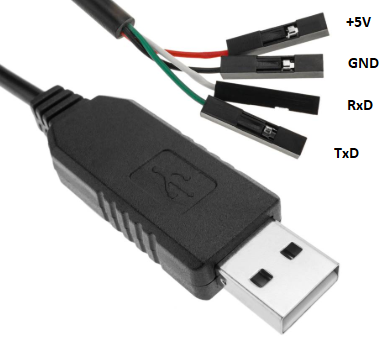 +5V
GND
RxD
TxD